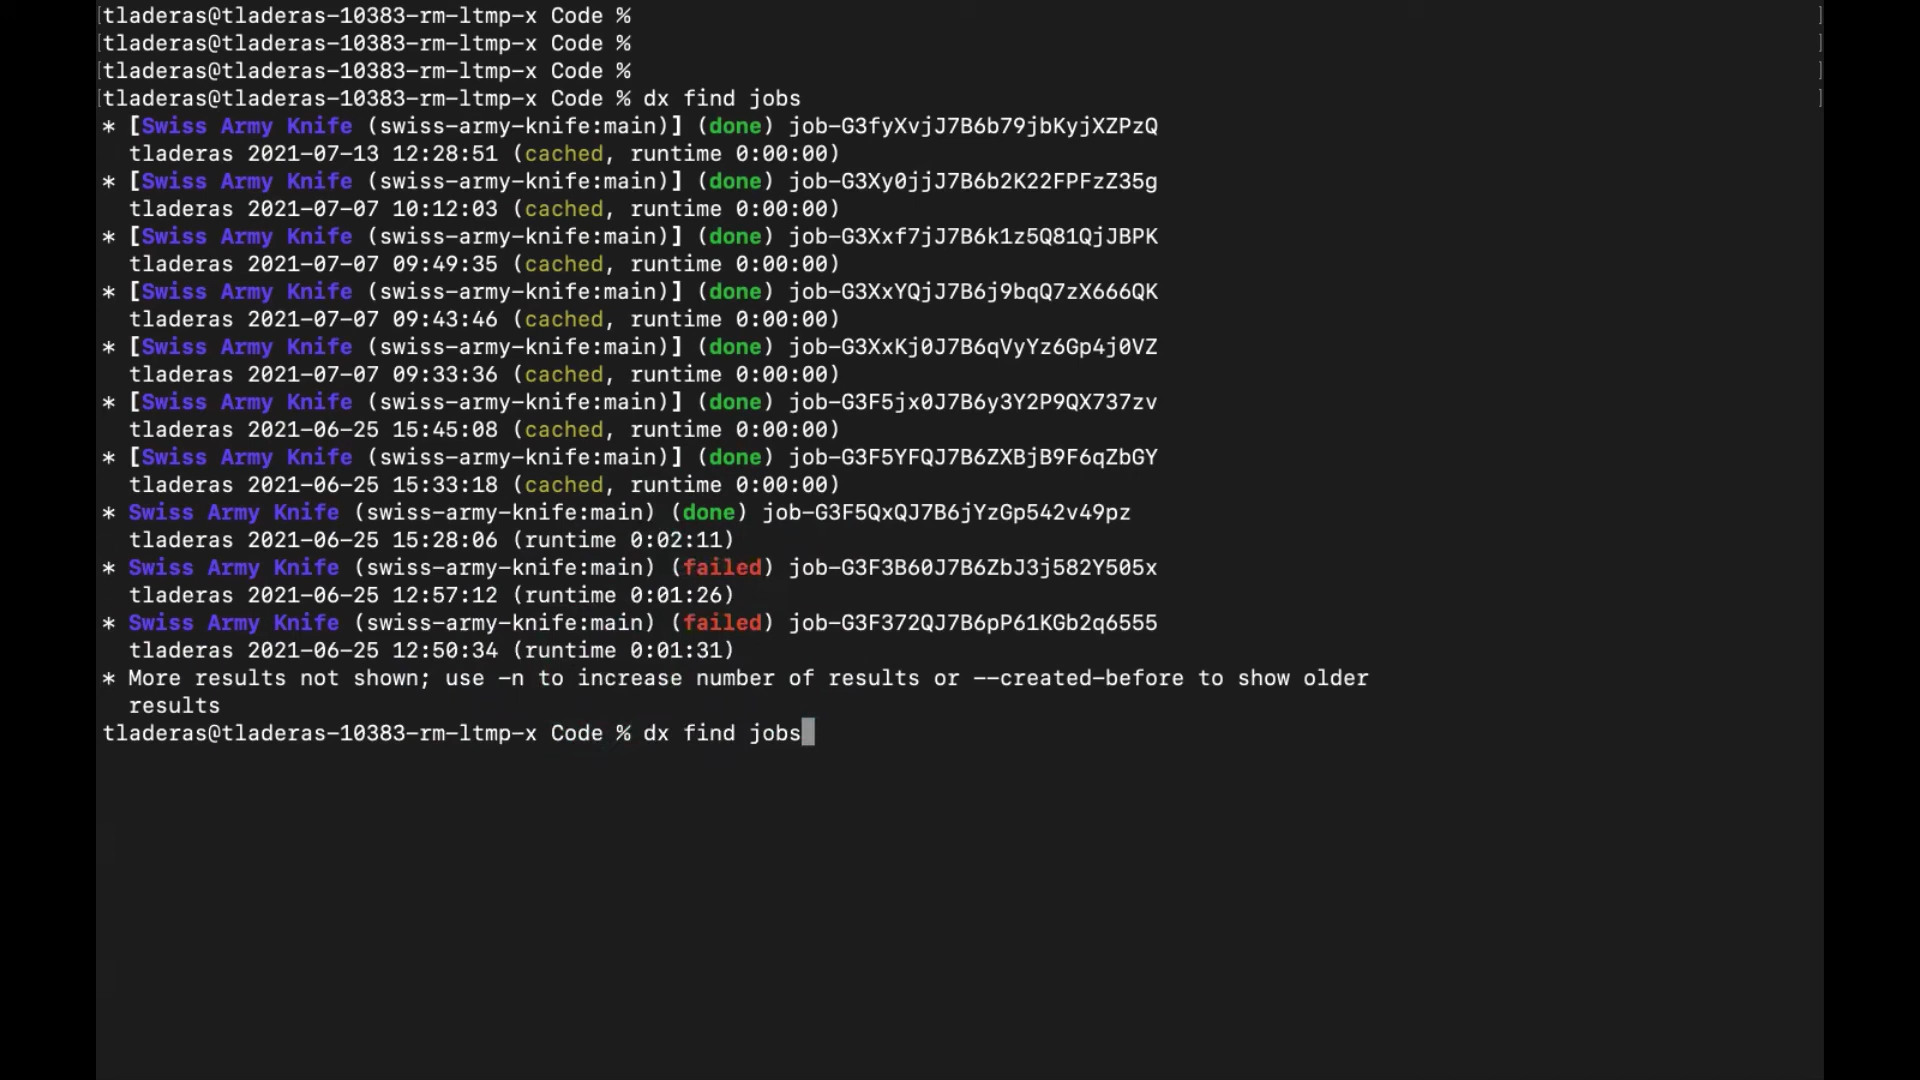 tladeras@tladeras-10383-rm-ltmp-x Code %
tladeras@tladeras-10383-rm-ltmp-x Code %
tladeras@tladeras-10383-rm-ltmp-x Code %
tladeras@tladeras-10383-rm-ltmp-x Code % dx find jobs
* [Swiss Army Knife (swiss-army-knife:main)] (done) job-G3fyXvjJ7B6b79jbKyjXZPzQ
tladeras 2021-07-13 12:28:51 (cached, runtime 0:00:00)
* [Swiss Army Knife (swiss-army-knife:main)] (done) job-G3Xy0jjJ7B6b2K22FPFzZ35g
tladeras 2021-07-07 10:12:03 (cached, runtime 0:00:00)
* [Swiss Army Knife (swiss-army-knife:main)] (done) job-G3Xxf7jJ7B6k1z5Q81QjJBPK
tladeras 2021-07-07 09:49:35 (cached, runtime 0:00:00)
* [Swiss Army Knife (swiss-army-knife:main)] (done) job-G3XxYQjJ7B6j9bqQ7zX666QK
tladeras 2021-07-07 09:43:46 (cached, runtime 0:00:00)
* [Swiss Army Knife (swiss-army-knife:main)] (done) job-G3XxKj0J7B6qVyYz6Gp4j0VZ
tladeras 2021-07-07 09:33:36 (cached, runtime 0:00:00)
* [Swiss Army Knife (swiss-army-knife:main)] (done) job-G3F5jx0J7B6y3Y2P9QX737zv
tladeras 2021-06-25 15:45:08 (cached, runtime 0:00:00)
* [Swiss Army Knife (swiss-army-knife:main)] (done) job-G3F5YFQJ7B6ZXBjB9F6qZbGY
tladeras 2021-06-25 15:33:18 (cached, runtime 0:00:00)
* Swiss Army Knife (swiss-army-knife:main) (done) job-G3F5QxQJ7B6jYzGp542v49pz
tladeras 2021-06-25 15:28:06 (runtime 0:02:11)
* Swiss Army Knife (swiss-army-knife:main) (failed) job-G3F3B60J7B6ZbJ3j582Y505x
tladeras 2021-06-25 12:57:12 (runtime 0:01:26)
* Swiss Army Knife (swiss-army-knife:main) (failed) job-G3F372QJ7B6pP61KGb2q6555
tladeras 2021-06-25 12:50:34 (runtime 0:01:31)
* More results not shown; use -n to increase number of results or --created-before to show older
results
tladeras@tladeras-10383-rm-ltmp-x Code % dx find jobs